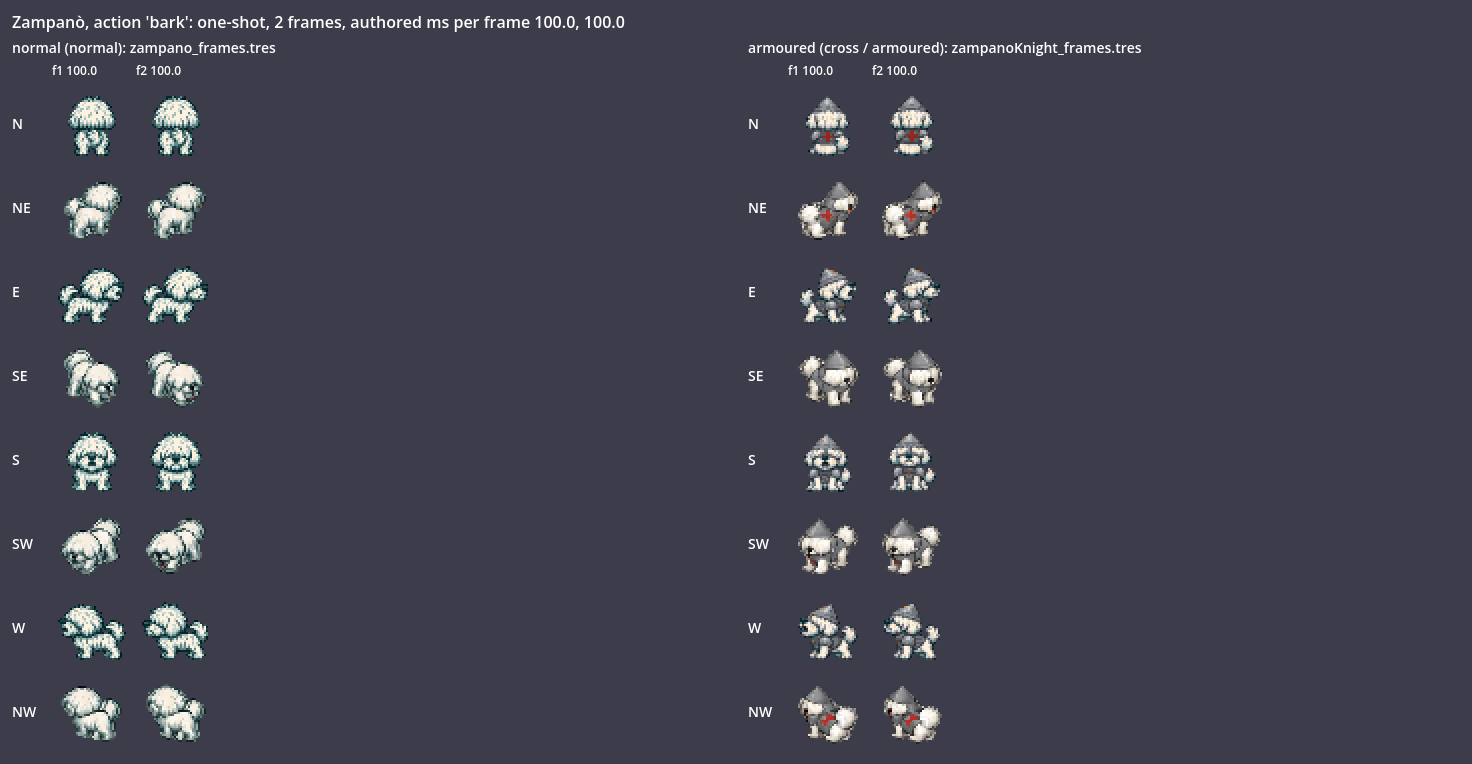 Zampanò, action 'bark': one-shot, 2 frames, authored ms per frame 100.0, 100.0
normal (normal): zampano_frames.tres
armoured (cross / armoured): zampanoKnight_frames.tres
f1 100.0 f2 100.0
f1 100.0 f2 100.0
N
N
NE
NE
E
E
SE
SE
S
S
SW
SW
W
W
NW
NW